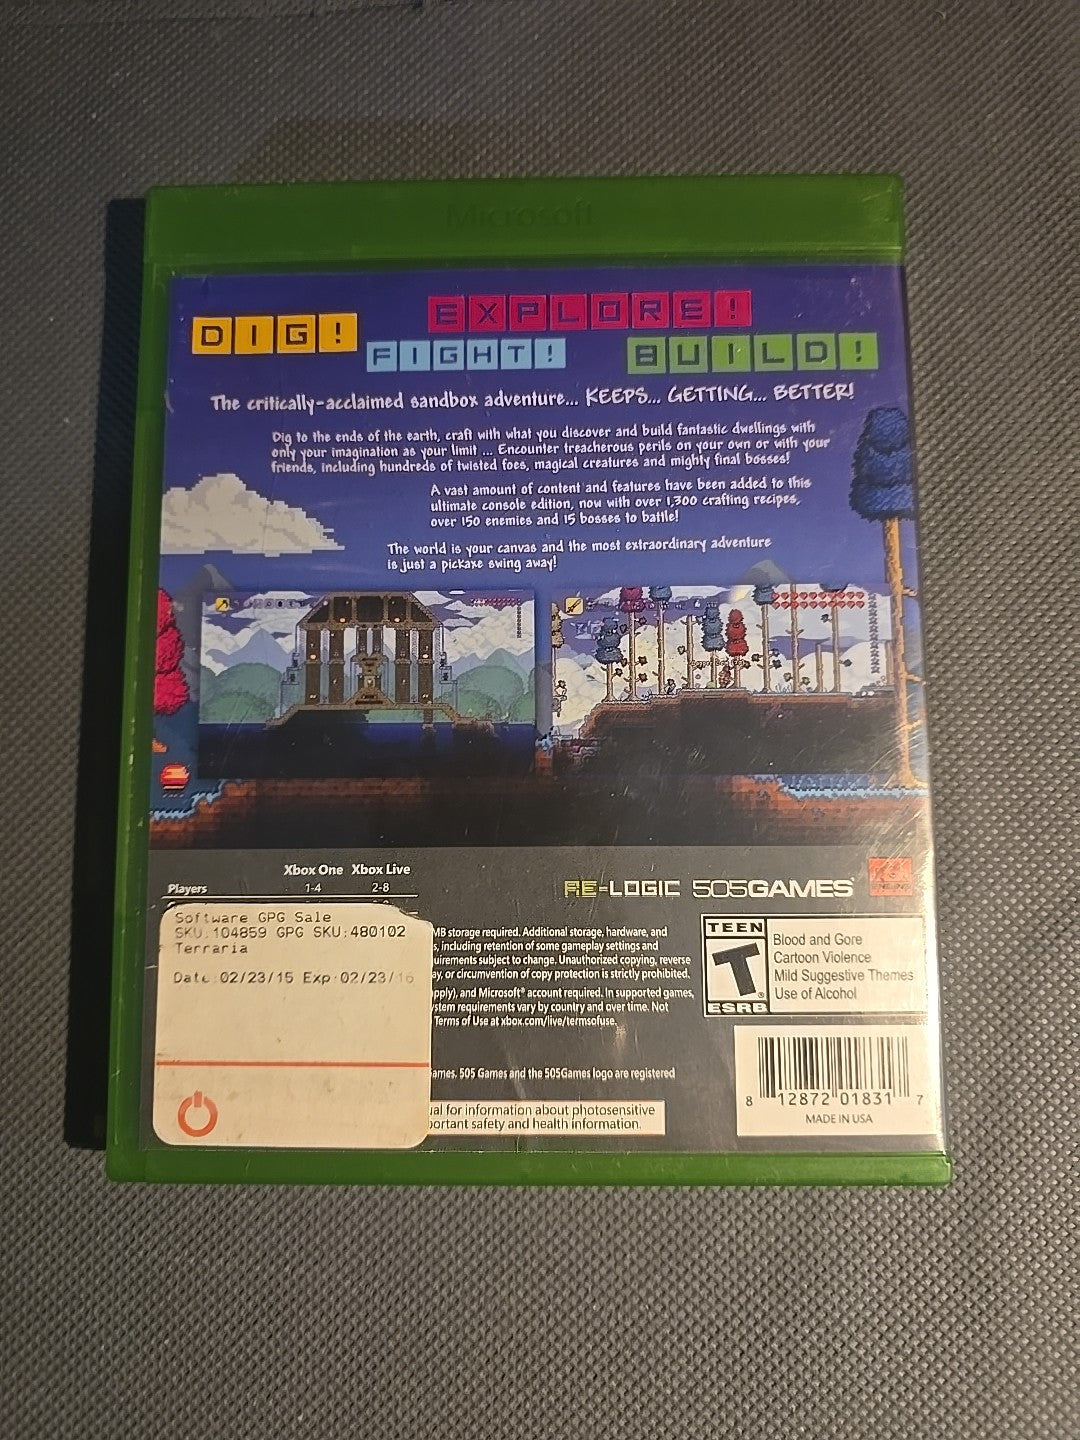 Microsoft
DIG!
EXPLORE!
FIGHT!
BUILD!
The critically-acclaimed sandbox adventure... KEEPS... GETTING... BETTER!
Dig to the ends of the earth, craft with what you discover and build fantastic dwellings with
only your imagination as your limit ... Encounter treacherous perils on your own or with your
friends, including hundreds of twisted foes, magical creatures and mighty final bosses!
A vast amount of content and features have been added to this
ultimate console edition, now with over 1,300 crafting recipes,
over 150 enemies and 15 bosses to battle!
The world is your canvas and the most extraordinary adventure
is just a pickaxe swing away!
Xbox One Xbox Live
Players 1-4 2-8
RE-LOGIC 505GAMES
Software GPG Sale
SKU:104859 GPG SKU:480102
Terraria
Date:02/23/15 Exp:02/23/16
MB storage required. Additional storage, hardware, and
s, including retention of some gameplay settings and
uirements subject to change. Unauthorized copying, reverse
ay, or circumvention of copy protection is strictly prohibited.
pply), and Microsoft® account required. In supported games,
stem requirements vary by country and over time. Not
Terms of Use at xbox.com/live/termsofuse.
ames. 505 Games and the 505Games logo are registered
ual for information about photosensitive
portant safety and health information.
TEEN
T
ESRB
Blood and Gore
Cartoon Violence
Mild Suggestive Themes
Use of Alcohol
8 12872 01831 7
MADE IN USA